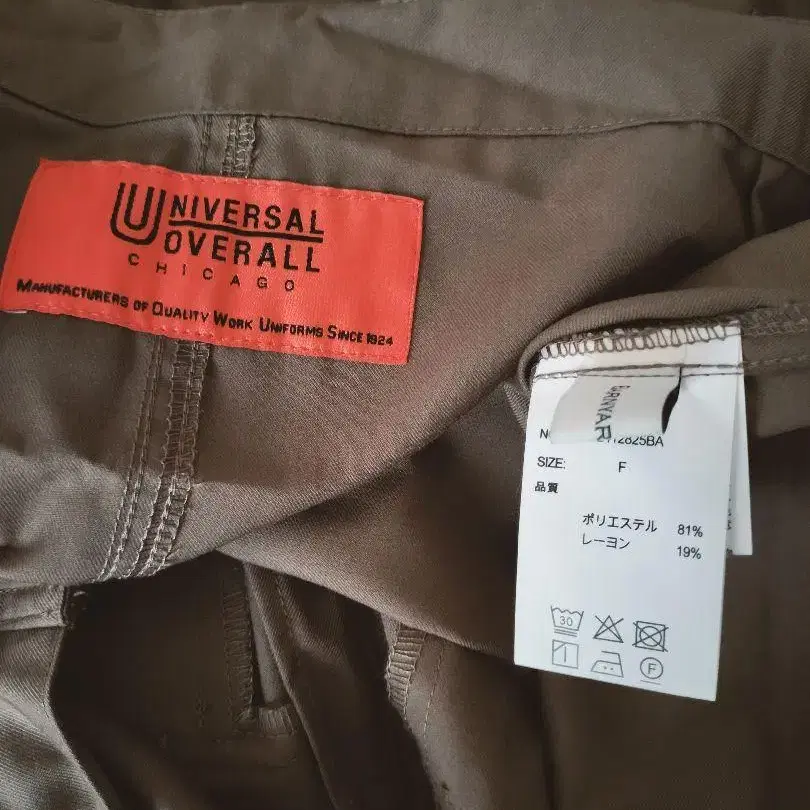 UNIVERSAL
OVERALL
CHICAGO
MANUFACTURERS OF QUALITY WORK UNIFORMS SINCE 1924
SIZE: F
品質
ポリエステル 81%
レーヨン 19%
30
F